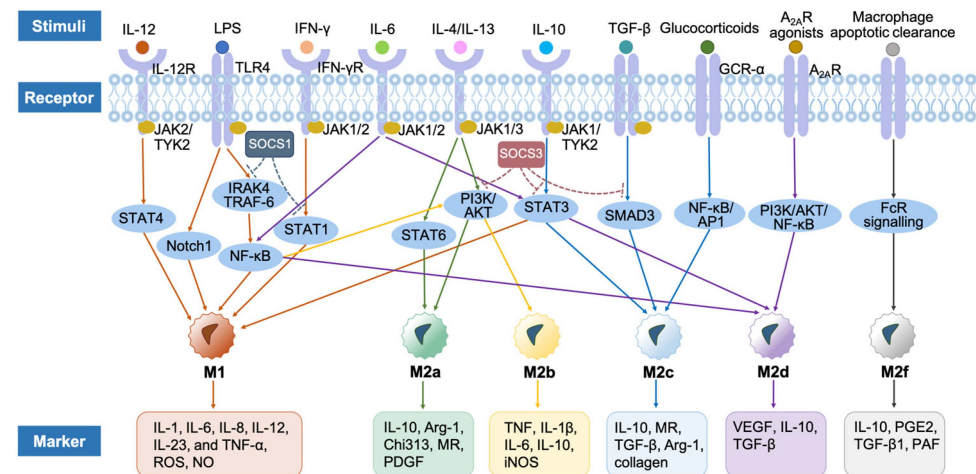 Stimuli
IL-12
LPS
IFN-γ
IL-6
IL-4/IL-13
IL-10
TGF-β
Glucocorticoids
A2AR
agonists
Macrophage
apoptotic clearance
Receptor
IL-12R
TLR4
IFN-γR
GCR-α
A2AR
JAK2/
TYK2
JAK1/2
JAK1/2
JAK1/3
JAK1/
TYK2
SOCS1
SOCS3
STAT4
Notch1
IRAK4
TRAF-6
NF-κB
STAT1
STAT6
PI3K/
AKT
STAT3
SMAD3
NF-κB/
AP1
PI3K/AKT/
NF-κB
FcR
signalling
M1
M2a
M2b
M2c
M2d
M2f
Marker
IL-1, IL-6, IL-8, IL-12,
IL-23, and TNF-α,
ROS, NO
IL-10, Arg-1,
Chi313, MR,
PDGF
TNF, IL-1β,
IL-6, IL-10,
iNOS
IL-10, MR,
TGF-β, Arg-1,
collagen
VEGF, IL-10,
TGF-β
IL-10, PGE2,
TGF-β1, PAF